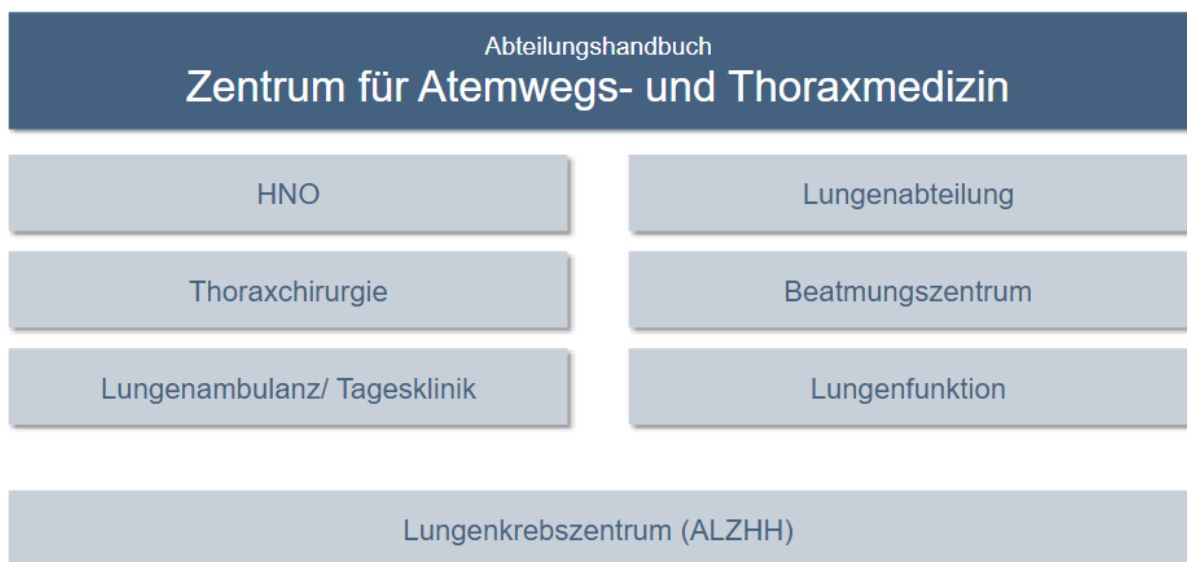 Abteilungshandbuch
Zentrum für Atemwegs- und Thoraxmedizin
HNO
Lungenabteilung
Thoraxchirurgie
Beatmungszentrum
Lungenambulanz/ Tagesklinik
Lungenfunktion
Lungenkrebszentrum (ALZHH)